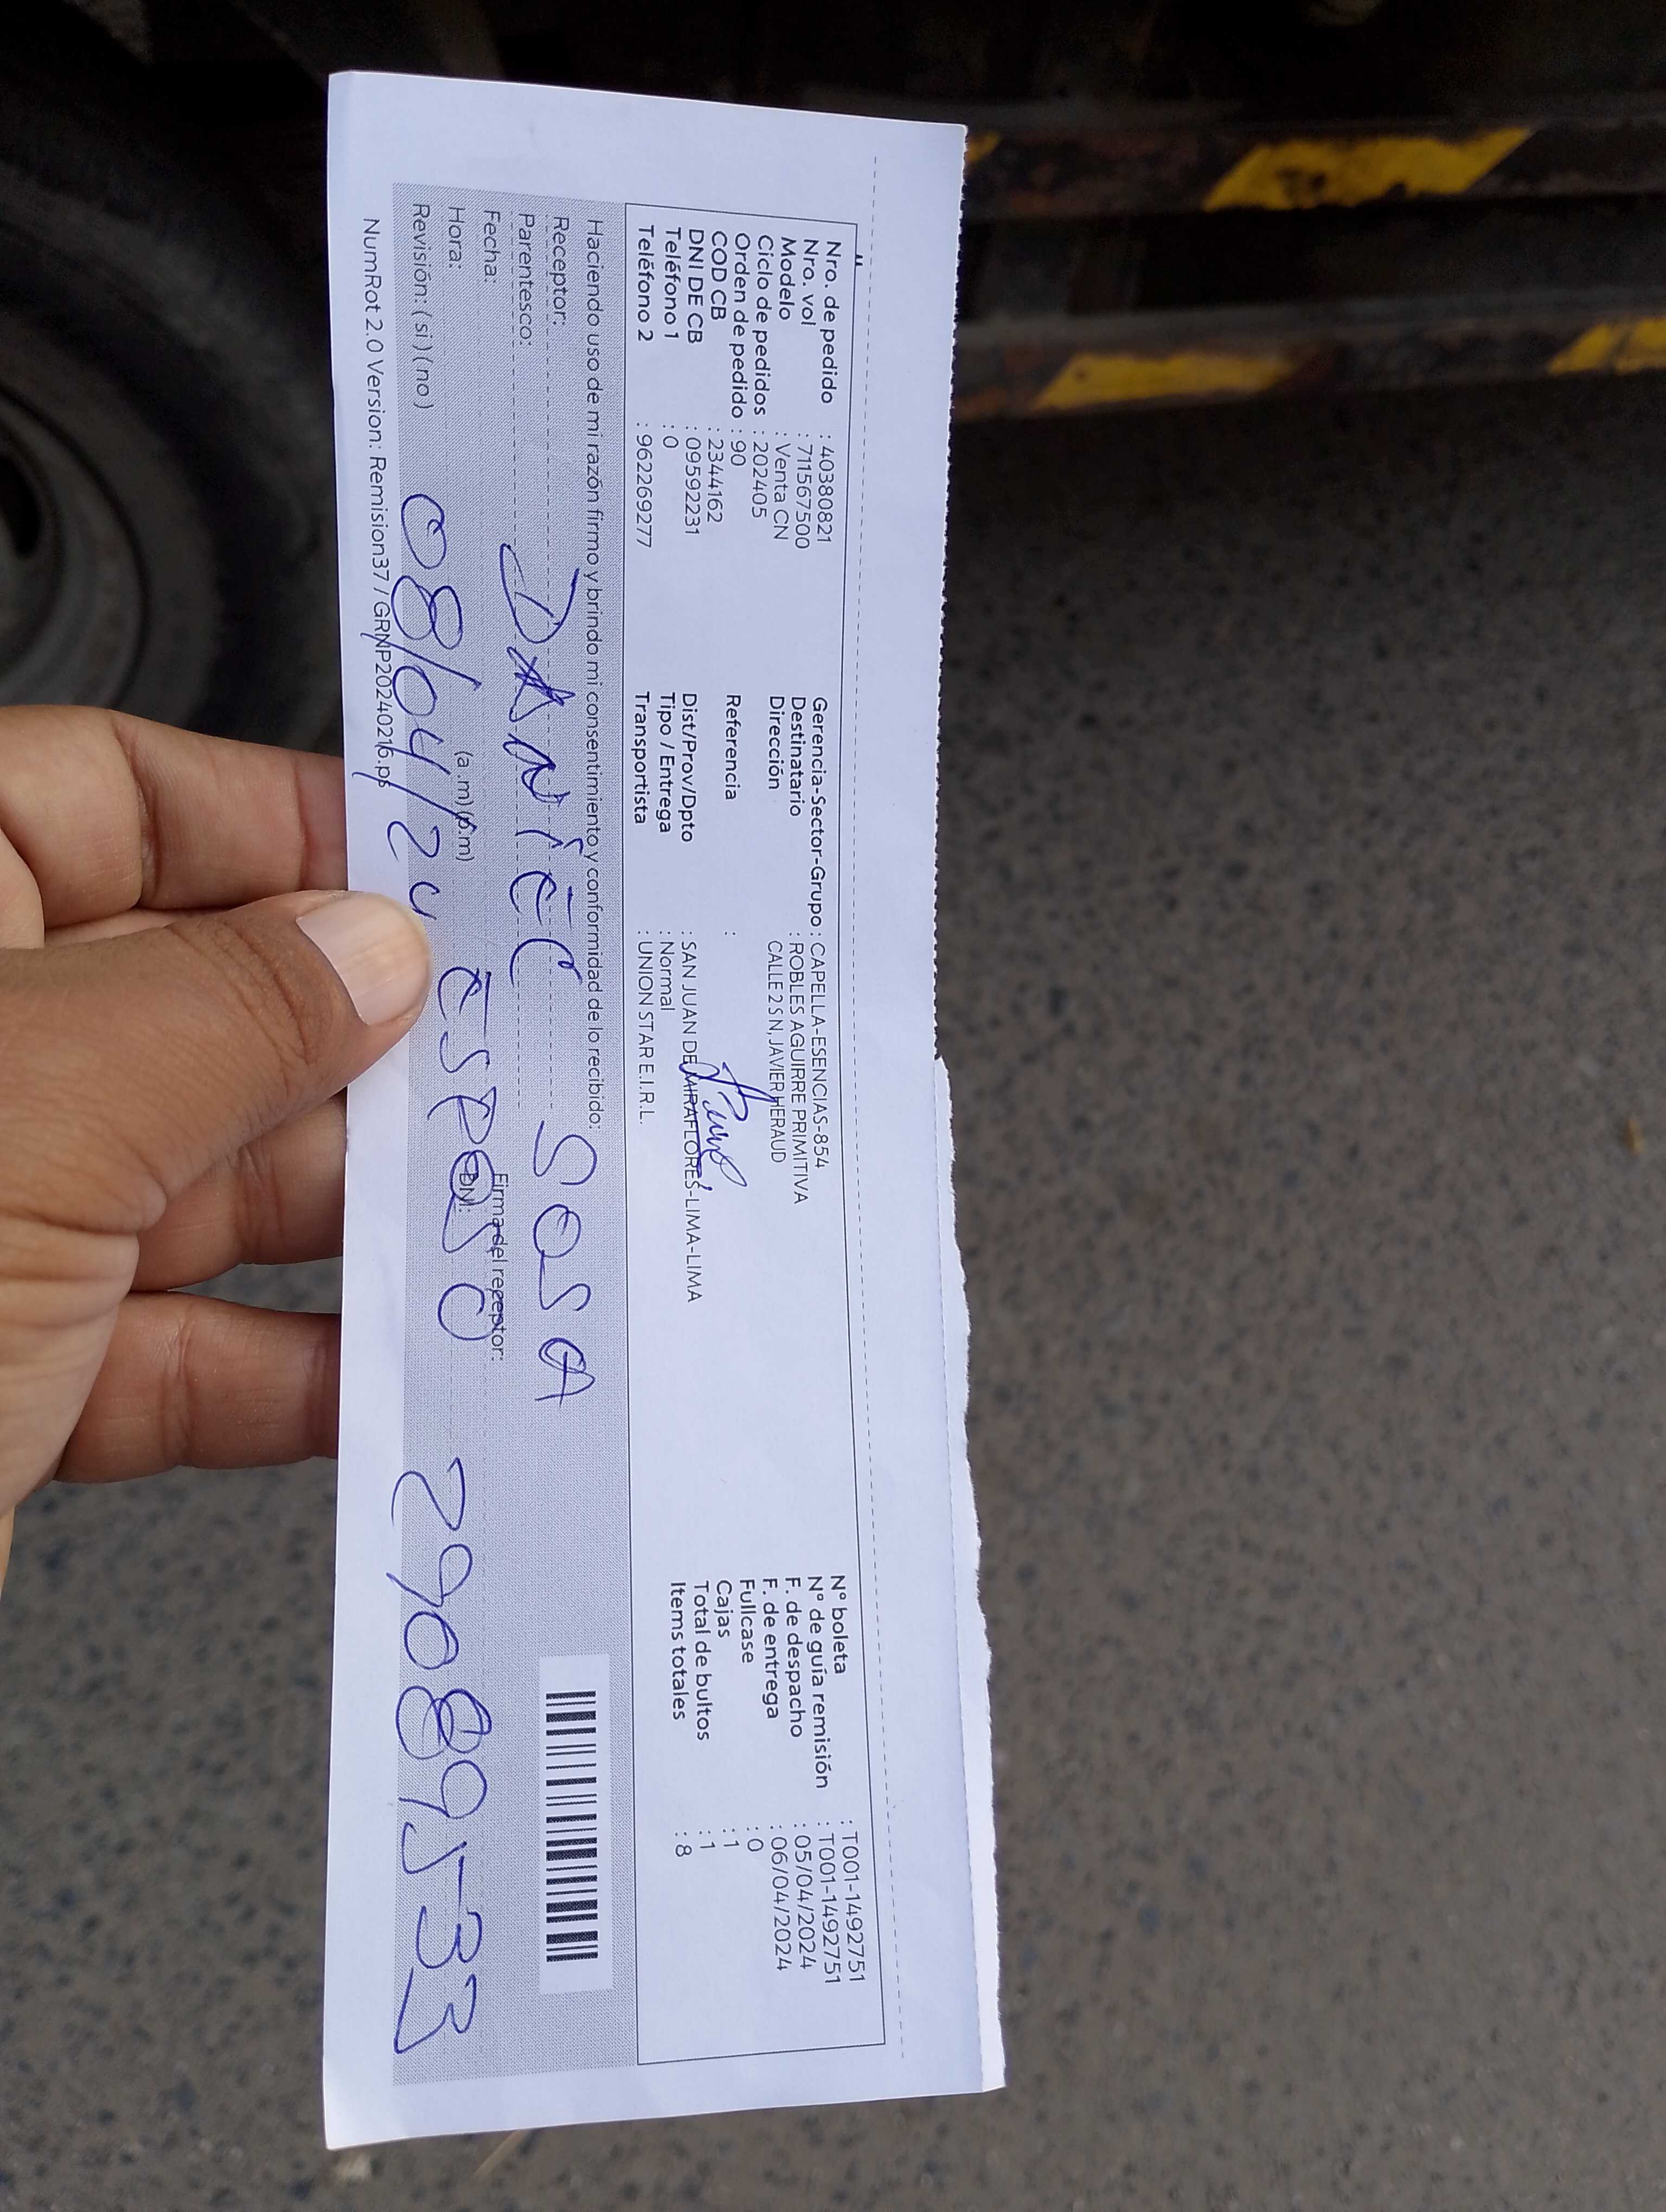 Nro. de pedido : 40380821
Nro. vol : 711567500
Modelo : Venta CN
Ciclo de pedidos : 202405
Orden de pedido : 90
COD CB : 2344162
DNI DE CB : 09592231
Teléfono 1 : 0
Teléfono 2 : 962269277
Gerencia-Sector-Grupo : CAPELLA-ESENCIAS-854
Destinatario : ROBLES AGUIRRE PRIMITIVA
Dirección CALLE 2 S N, JAVIER HERAUD
Referencia :
Dist/Prov/Dpto : SAN JUAN DE MIRAFLORES-LIMA-LIMA
Tipo / Entrega : Normal
Transportista : UNION STAR E.I.R.L.
N° boleta : T001-1492751
N° de guía remisión : T001-1492751
F. de despacho : 05/04/2024
F. de entrega : 06/04/2024
Fullcase : 0
Cajas : 1
Total de bultos : 1
Items totales : 8
Haciendo uso de mi razón firmo y brindo mi consentimiento y conformidad de lo recibido:
Receptor: DANIEL SOSA
Parentesco:
Fecha:
Firma del receptor:
Hora: (a.m) (p.m) ESPOSO
DNI:
Revisión: ( si ) ( no ) 08/04/24 29089533
NumRot 2.0 Version: Remision37 / GRNP20240216.ps